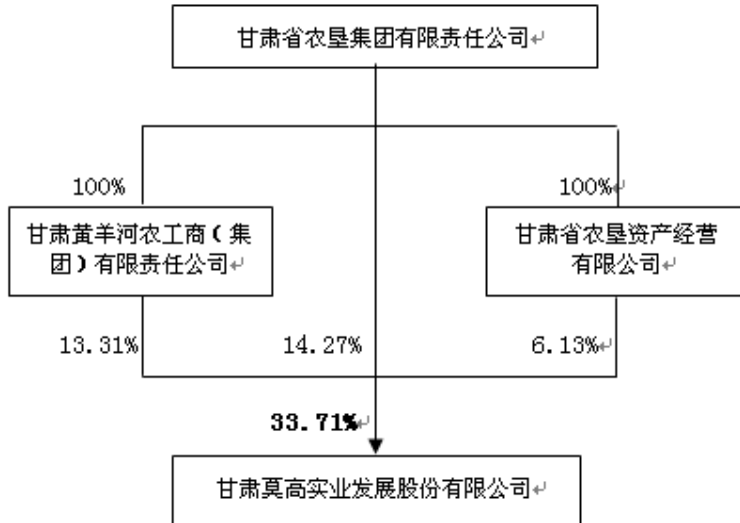 甘肃省农垦集团有限责任公司
100%
100%
甘肃黄羊河农工商（集
团）有限责任公司
甘肃省农垦资产经营
有限公司
13.31%
14.27%
6.13%
33.71%
甘肃莫高实业发展股份有限公司